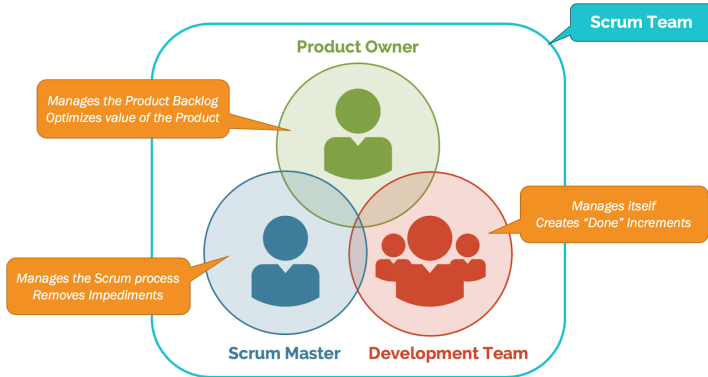 Scrum Team
Product Owner
Manages the Product Backlog
Optimizes value of the Product
Manages itself
Creates “Done” Increments
Manages the Scrum process
Removes Impediments
Scrum Master
Development Team